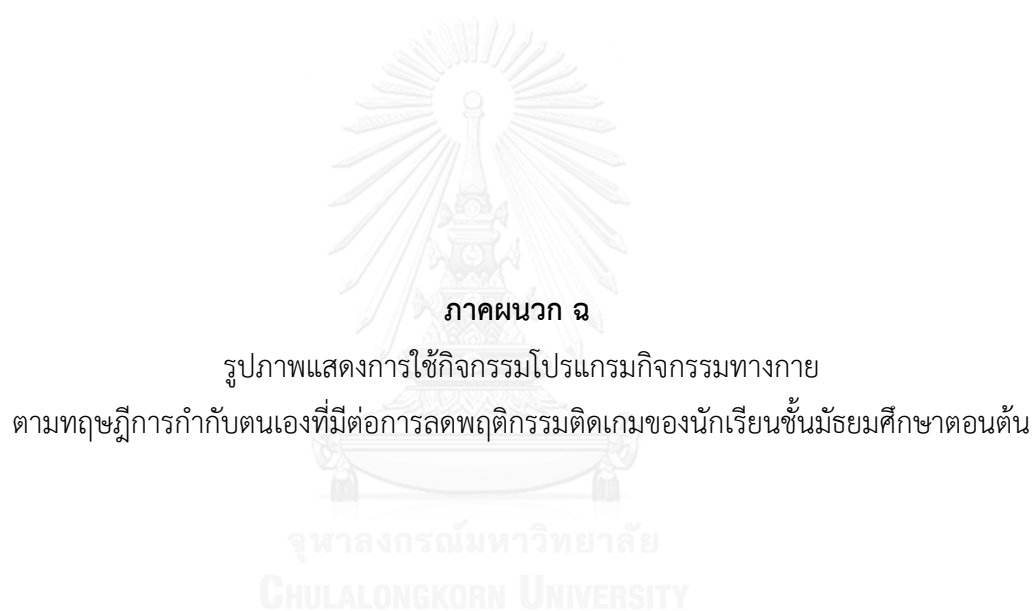 ภาคผนวก ฉ
รูปภาพแสดงการใช้กิจกรรมโปรแกรมกิจกรรมทางกาย
ตามทฤษฎีการกำกับตนเองที่มีต่อการลดพฤติกรรมติดเกมของนักเรียนชั้นมัธยมศึกษาตอนต้น
จุฬาลงกรณ์มหาวิทยาลัย
CHULALONGKORN UNIVERSITY